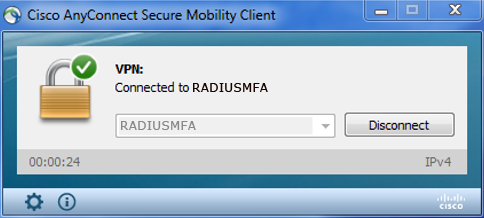 Cisco AnyConnect Secure Mobility Client
VPN:
Connected to RADIUSMFA
RADIUSMFA
Disconnect
00:00:24
IPv4
CISCO